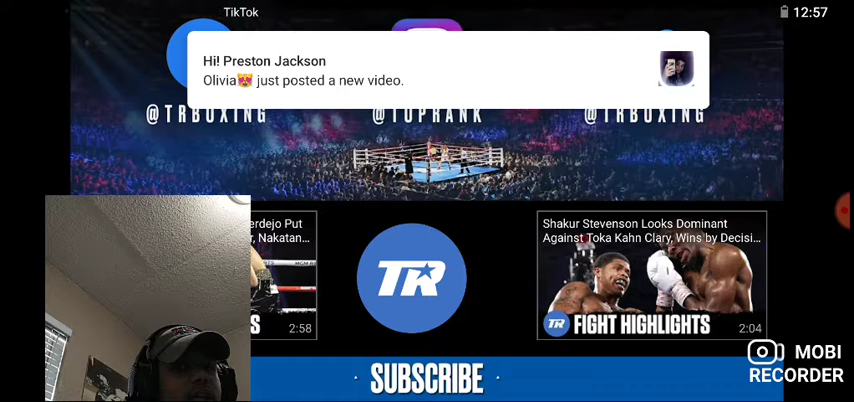 TikTok
12:57
Hi! Preston Jackson
Olivia😻 just posted a new video.
@TRBOXING
@TOPRANK
@TRBOXING
erdejo Put
r, Nakatan...
S
2:58
TR
Shakur Stevenson Looks Dominant
Against Toka Kahn Clary, Wins by Decisi...
TR FIGHT HIGHLIGHTS
2:04
MOBI
RECORDER
SUBSCRIBE